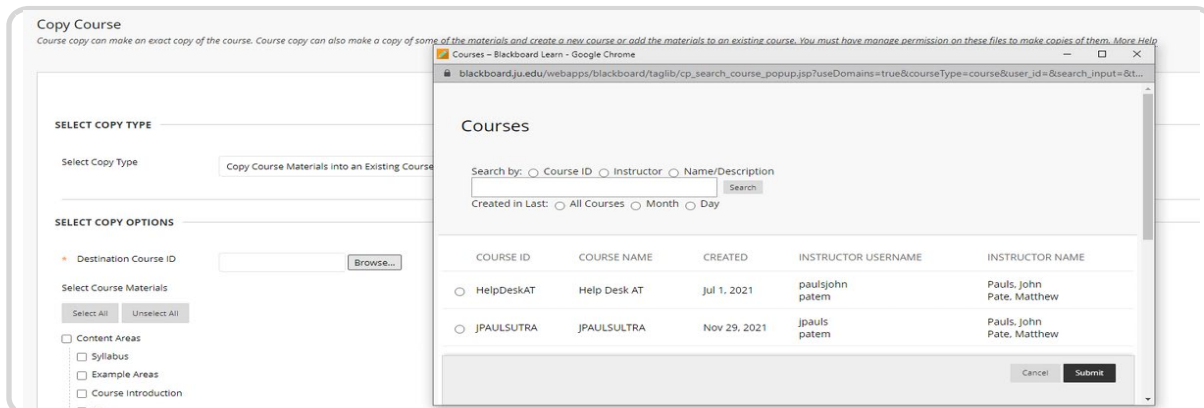 Copy Course
Course copy can make an exact copy of the course. Course copy can also make a copy of some of the materials and create a new course or add the materials to an existing course. You must have manage permission on these files to make copies of them. More Help
SELECT COPY TYPE
Select Copy Type
Copy Course Materials into an Existing Course
SELECT COPY OPTIONS
* Destination Course ID
Browse...
Select Course Materials
Select All Unselect All
Content Areas
Syllabus
Example Areas
Course Introduction
Courses – Blackboard Learn - Google Chrome
blackboard.ju.edu/webapps/blackboard/taglib/cp_search_course_popup.jsp?useDomains=true&courseType=course&user_id=&search_input=&t...
Courses
Search by: Course ID Instructor Name/Description
Search
Created in Last: All Courses Month Day
COURSE ID COURSE NAME CREATED INSTRUCTOR USERNAME INSTRUCTOR NAME
HelpDeskAT Help Desk AT Jul 1, 2021 paulsjohn Pauls, John
patem Pate, Matthew
JPAULSUTRA JPAULSULTRA Nov 29, 2021 jpauls Pauls, John
patem Pate, Matthew
Cancel Submit